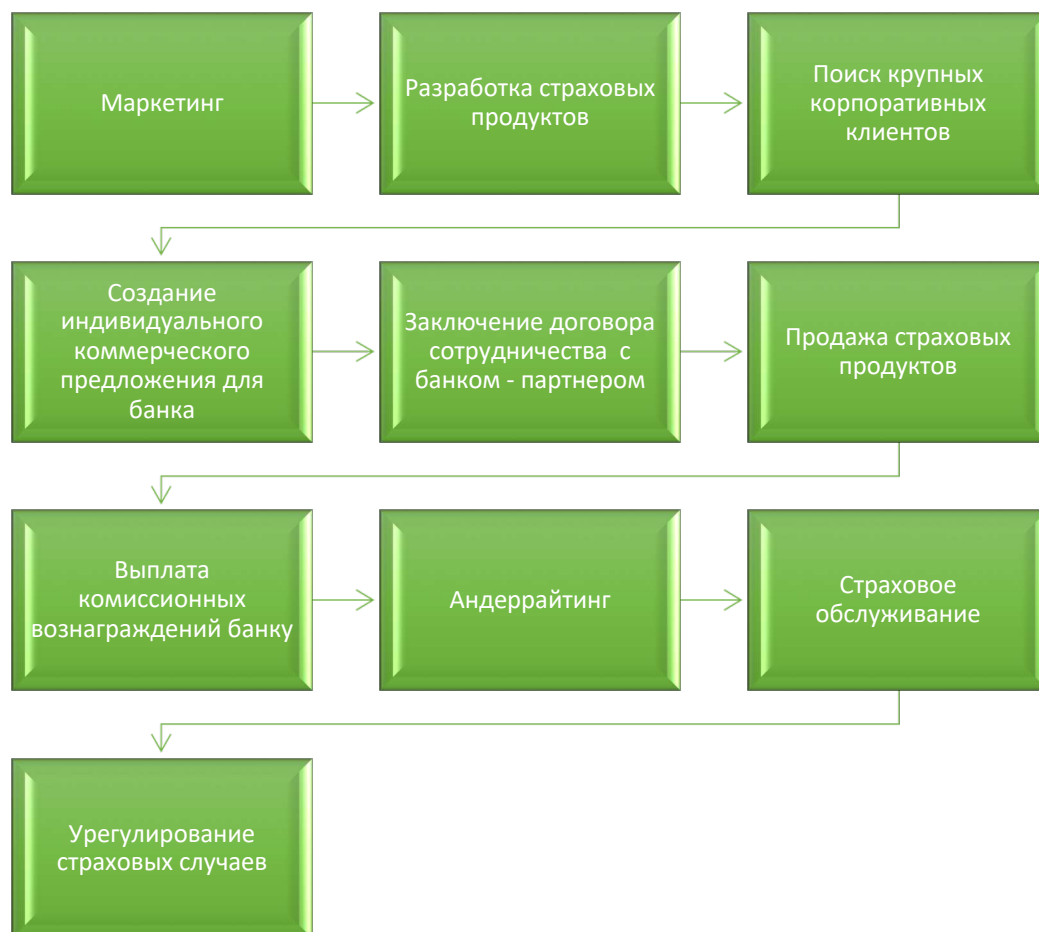 Маркетинг
Разработка страховых
продуктов
Поиск крупных
корпоративных
клиентов
Создание
индивидуального
коммерческого
предложения для
банка
Заключение договора
сотрудничества  с
банком - партнером
Продажа страховых
продуктов
Выплата
комиссионных
вознаграждений банку
Андеррайтинг
Страховое
обслуживание
Урегулирование
страховых случаев